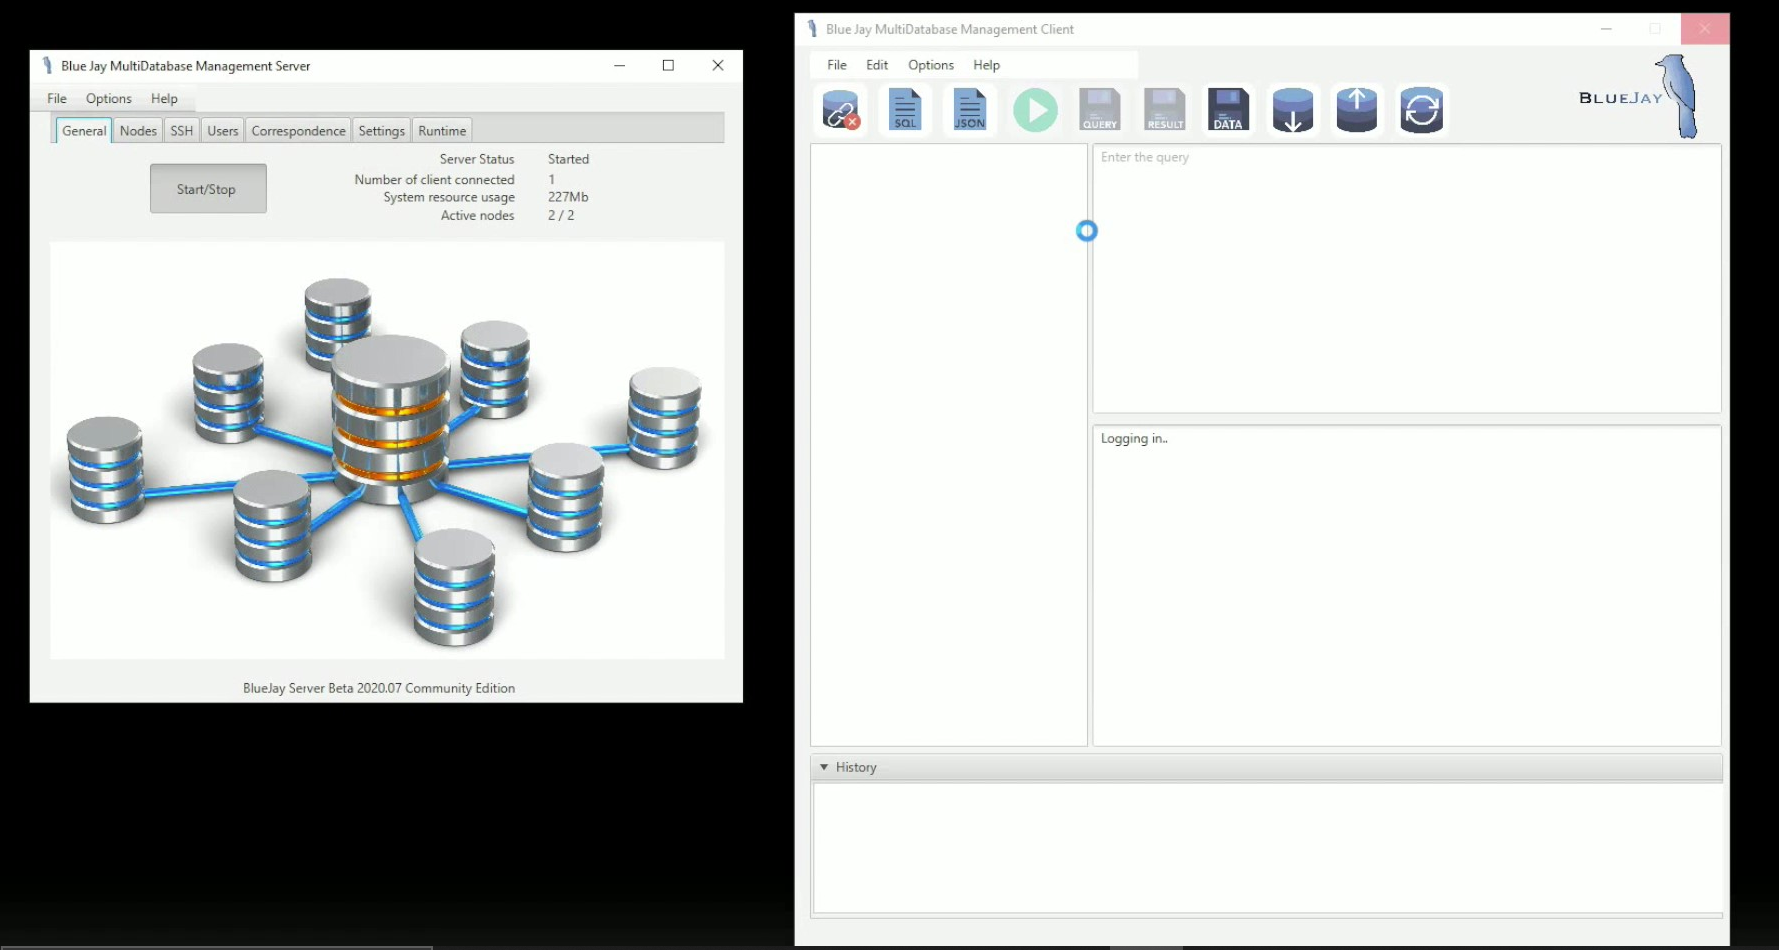 Blue Jay MultiDatabase Management Server
File Options Help
General Nodes SSH Users Correspondence Settings Runtime
Start/Stop
Server Status Started
Number of client connected 1
System resource usage 227Mb
Active nodes 2 / 2
BlueJay Server Beta 2020.07 Community Edition
Blue Jay MultiDatabase Management Client
File Edit Options Help
SQL JSON QUERY RESULT DATA
BLUEJAY
Enter the query
Logging in..
History